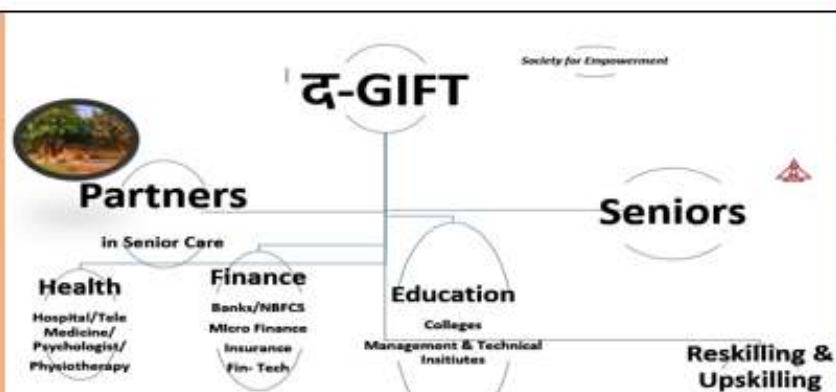 Society for Empowerment
द-GIFT
Partners
in Senior Care
Seniors
Health
Hospital/Tele
Medicine/
Psychologist/
Physiotherapy
Finance
Banks/NBFCS
Micro Finance
Insurance
Fin- Tech
Education
Colleges
Management & Technical
Insitiutes
Reskilling &
Upskilling